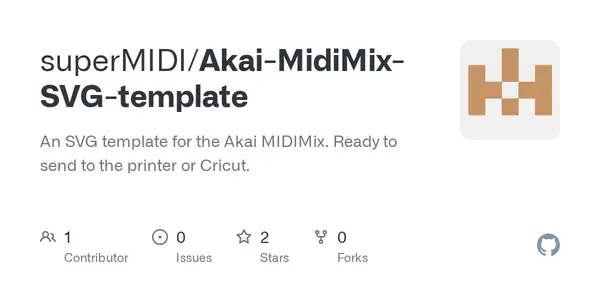 superMIDI/Akai-MidiMix-
SVG-template
An SVG template for the Akai MIDIMix. Ready to
send to the printer or Cricut.
1 0 2 0
Contributor Issues Stars Forks